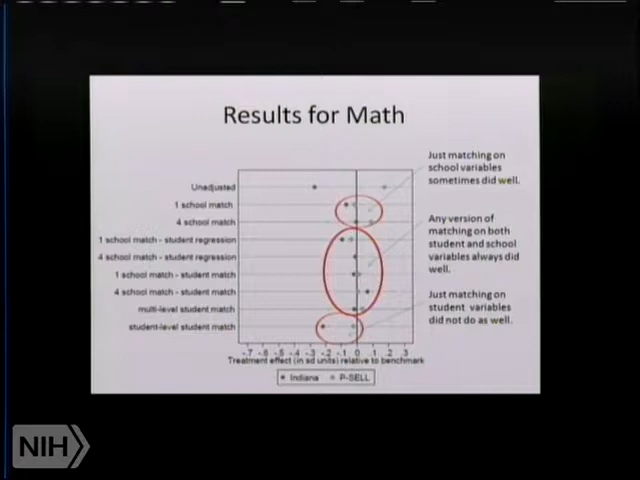 Results for Math
Just matching on
school variables
sometimes did well.
Unadjusted
1 school match
4 school match
Any version of
matching on both
student and school
variables always did
well.
1 school match - student regression
4 school match - student regression
1 school match - student match
4 school match - student match
multi-level student match
student-level student match
Just matching on
student variables
did not do as well.
-.7 -.6 -.5 -.4 -.3 -.2 -.1 0 .1 .2 .3
Treatment effect (in sd units) relative to benchmark
Indiana P-SELL
NIH